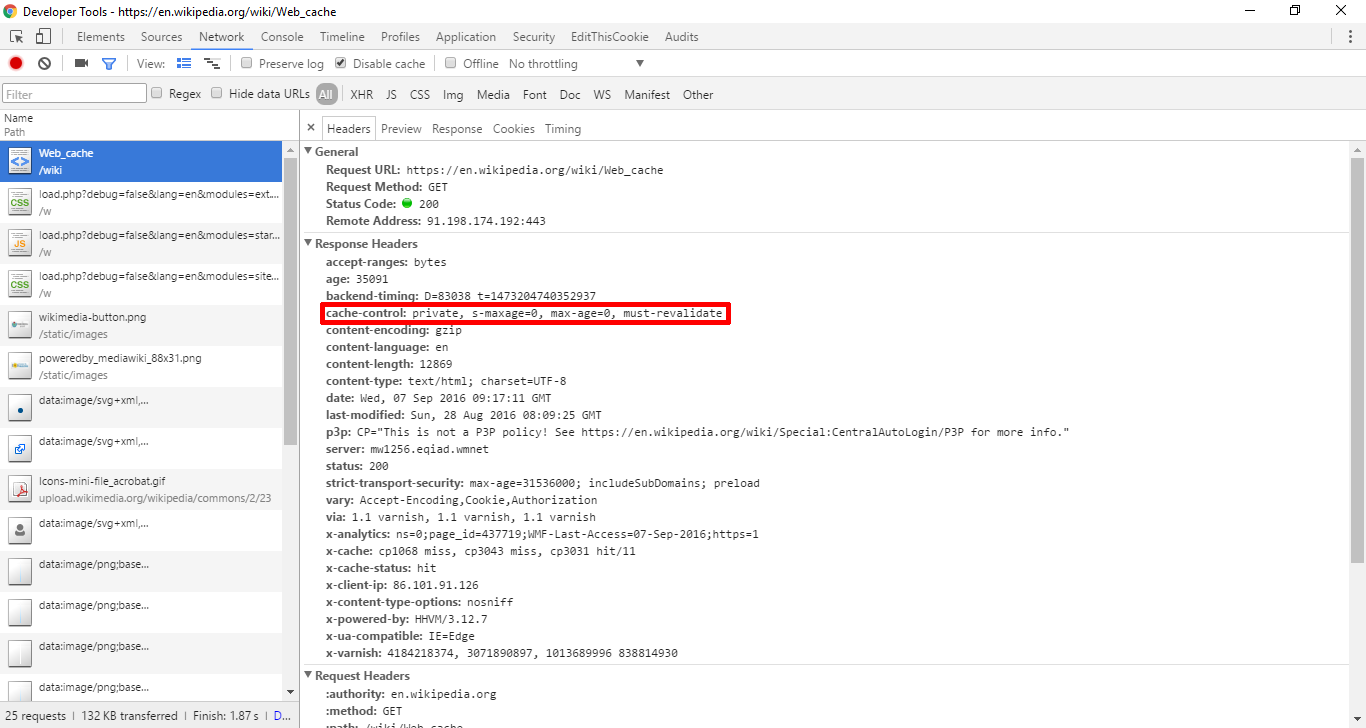 Developer Tools - https://en.wikipedia.org/wiki/Web_cache
Elements Sources Network Console Timeline Profiles Application Security EditThisCookie Audits
View: Preserve log Disable cache Offline No throttling
Filter Regex Hide data URLs All XHR JS CSS Img Media Font Doc WS Manifest Other
Name
Path
Web_cache
/wiki
CSS
load.php?debug=false&lang=en&modules=ext....
/w
JS
load.php?debug=false&lang=en&modules=star...
/w
CSS
load.php?debug=false&lang=en&modules=site...
/w
wikimedia-button.png
/static/images
poweredby_mediawiki_88x31.png
/static/images
data:image/svg+xml,...
data:image/svg+xml,...
Icons-mini-file_acrobat.gif
upload.wikimedia.org/wikipedia/commons/2/23
data:image/svg+xml,...
data:image/png;base...
data:image/png;base...
data:image/png;base...
data:image/png;base...
25 requests | 132 KB transferred | Finish: 1.87 s | D...
× Headers Preview Response Cookies Timing
General
Request URL: https://en.wikipedia.org/wiki/Web_cache
Request Method: GET
Status Code: 200
Remote Address: 91.198.174.192:443
Response Headers
accept-ranges: bytes
age: 35091
backend-timing: D=83038 t=1473204740352937
cache-control: private, s-maxage=0, max-age=0, must-revalidate
content-encoding: gzip
content-language: en
content-length: 12869
content-type: text/html; charset=UTF-8
date: Wed, 07 Sep 2016 09:17:11 GMT
last-modified: Sun, 28 Aug 2016 08:09:25 GMT
p3p: CP="This is not a P3P policy! See https://en.wikipedia.org/wiki/Special:CentralAutoLogin/P3P for more info."
server: mw1256.eqiad.wmnet
status: 200
strict-transport-security: max-age=31536000; includeSubDomains; preload
vary: Accept-Encoding,Cookie,Authorization
via: 1.1 varnish, 1.1 varnish, 1.1 varnish
x-analytics: ns=0;page_id=437719;WMF-Last-Access=07-Sep-2016;https=1
x-cache: cp1068 miss, cp3043 miss, cp3031 hit/11
x-cache-status: hit
x-client-ip: 86.101.91.126
x-content-type-options: nosniff
x-powered-by: HHVM/3.12.7
x-ua-compatible: IE=Edge
x-varnish: 4184218374, 3071890897, 1013689996 838814930
Request Headers
:authority: en.wikipedia.org
:method: GET
:path: /wiki/Web_cache